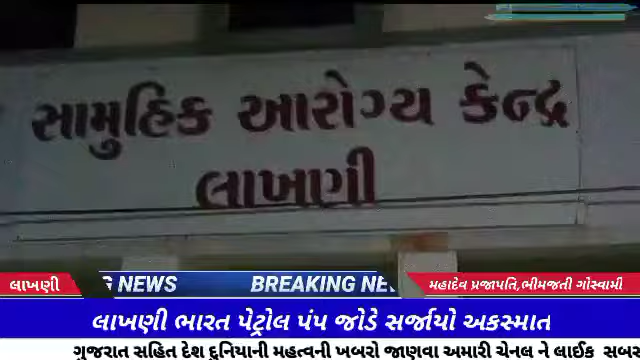 સામુહિક આરોગ્ય કેન્દ્ર
લાખણી
લાખણી
NEWS BREAKING NE
મહાદેવ પ્રજાપતિ,ભીમજતી ગૌસ્વામી
લાખણી ભારત પેટ્રોલ પંપ જોડે સર્જાયો અકસ્માત
ગુજરાત સહિત દેશ દુનિયાની મહત્વની ખબરો જાણવા અમારી ચેનલ ને લાઈક સબસ